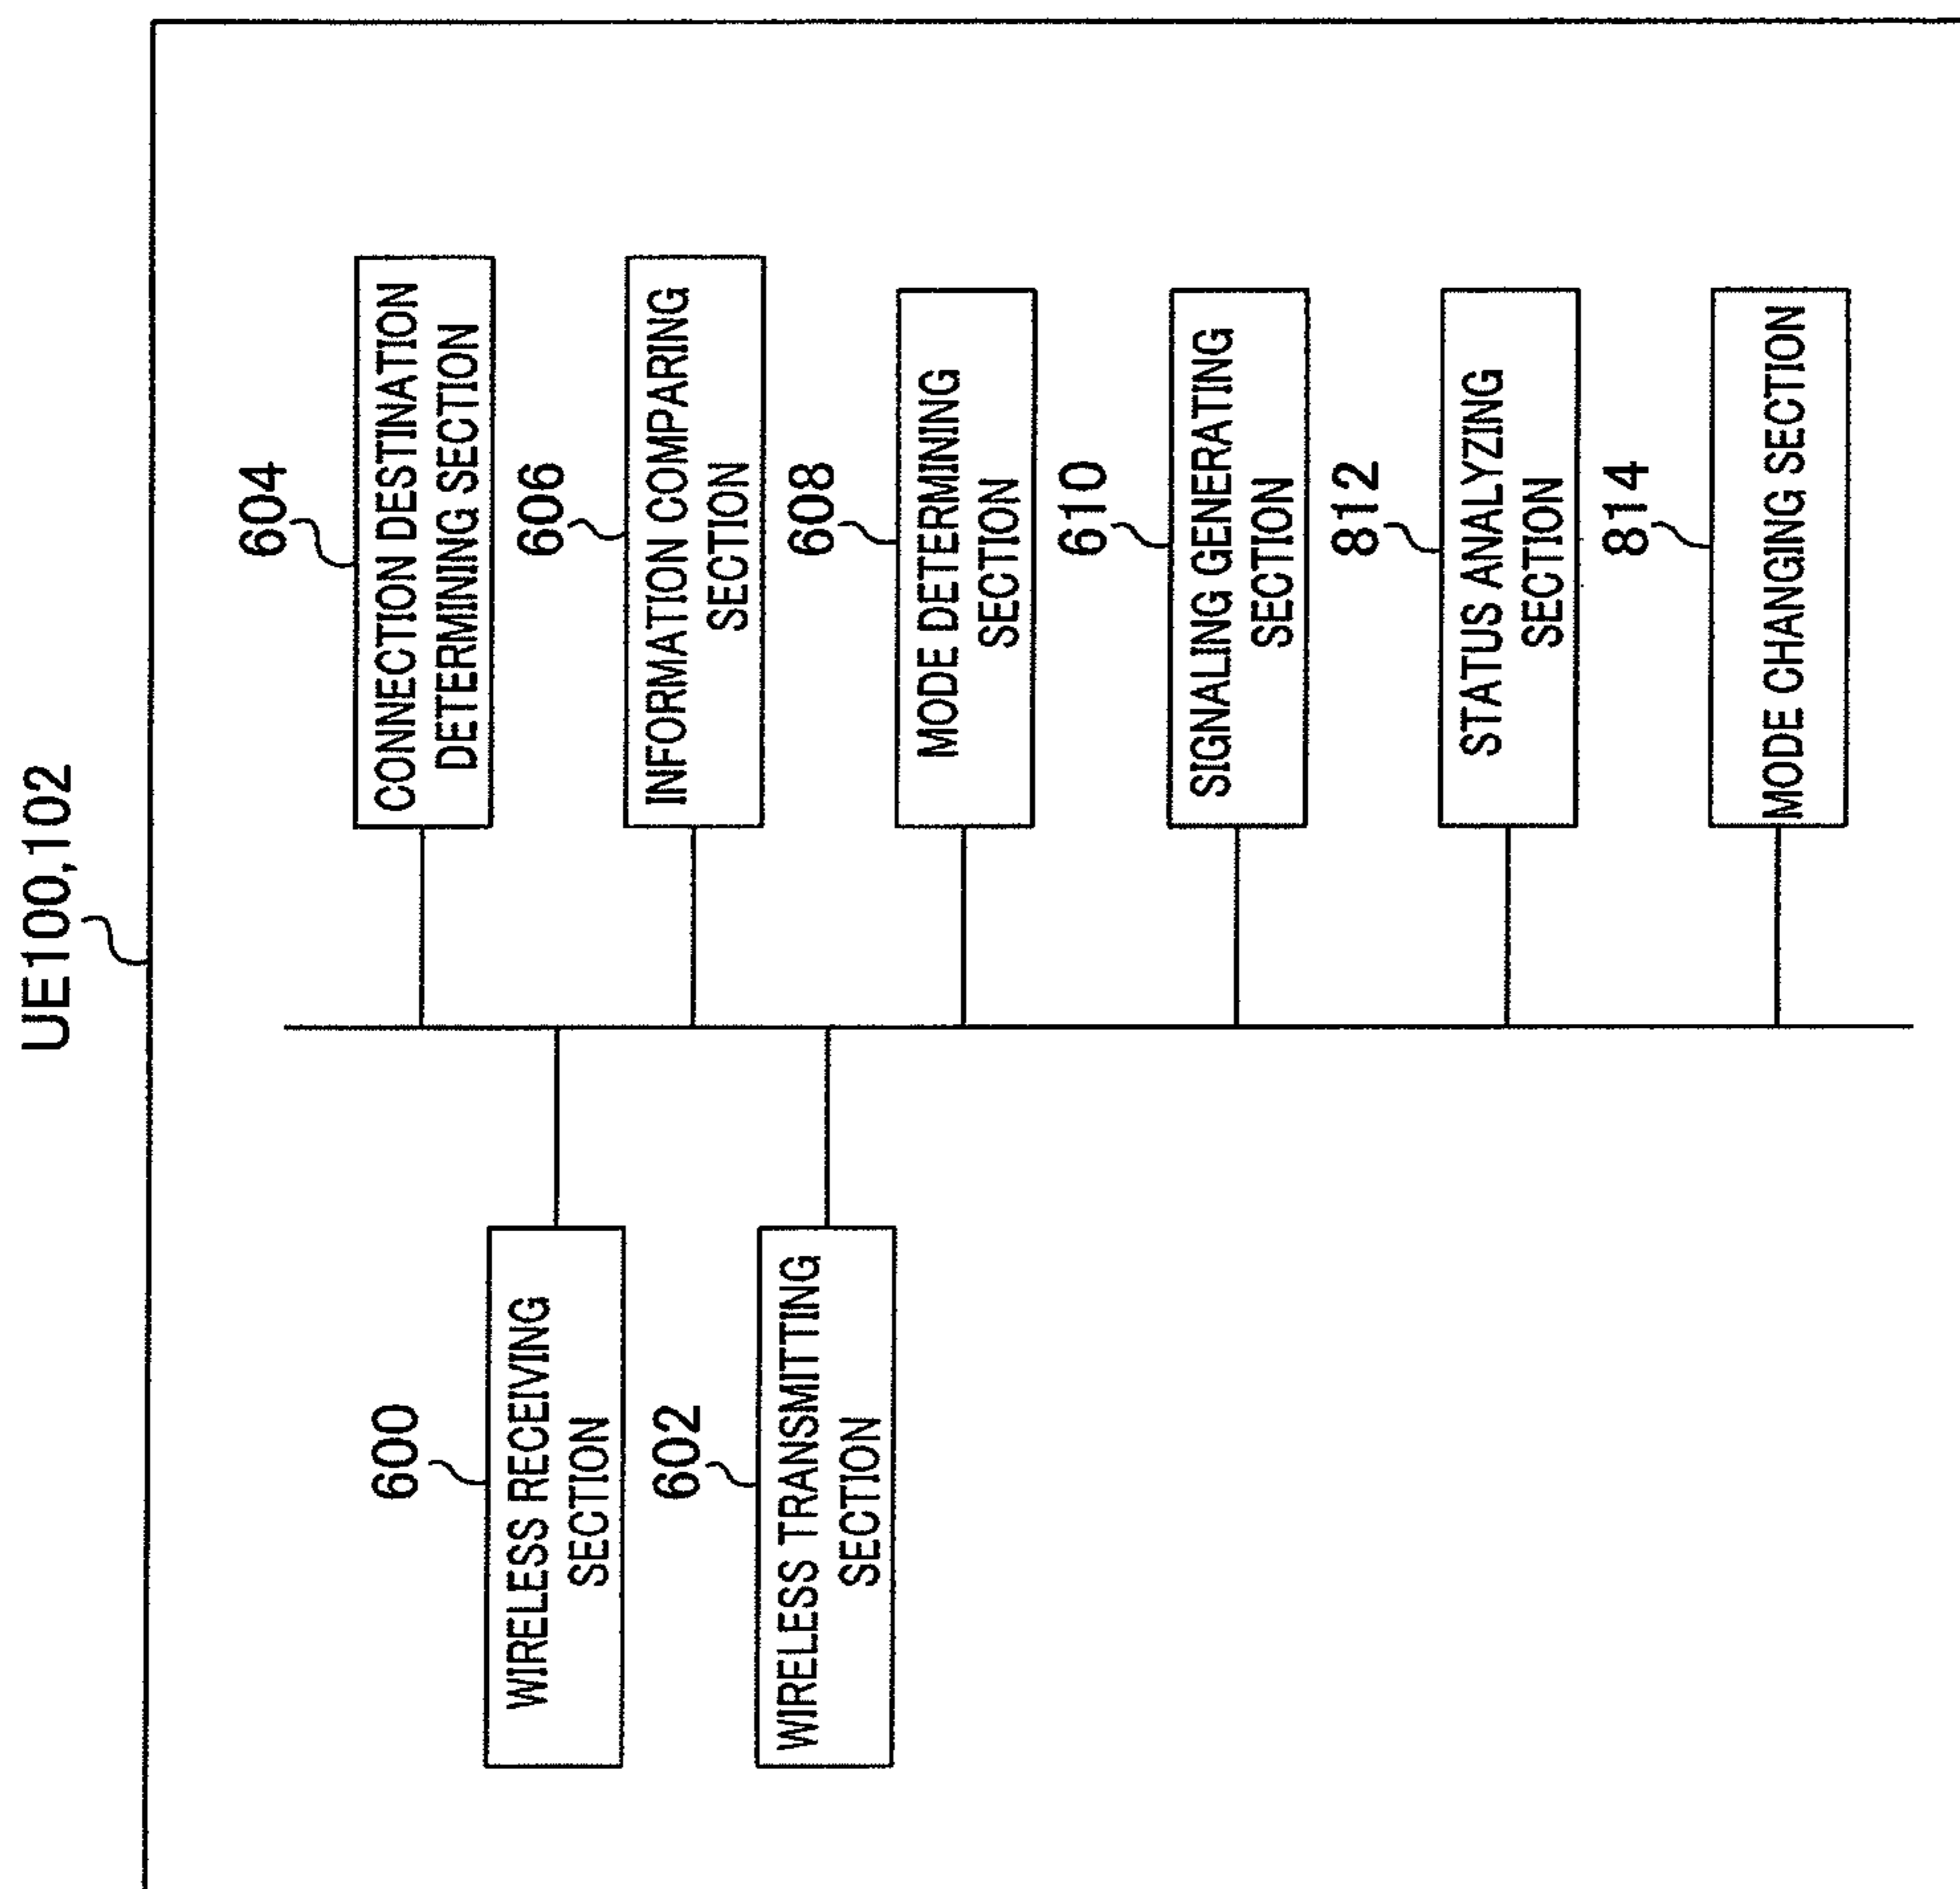 UE100,102
600
WIRELESS RECEIVING
SECTION
602
WIRELESS TRANSMITTING
SECTION
604
CONNECTION DESTINATION
DETERMINING SECTION
606
INFORMATION COMPARING
SECTION
608
MODE DETERMINING
SECTION
610
SIGNALING GENERATING
SECTION
812
STATUS ANALYZING
SECTION
814
MODE CHANGING SECTION